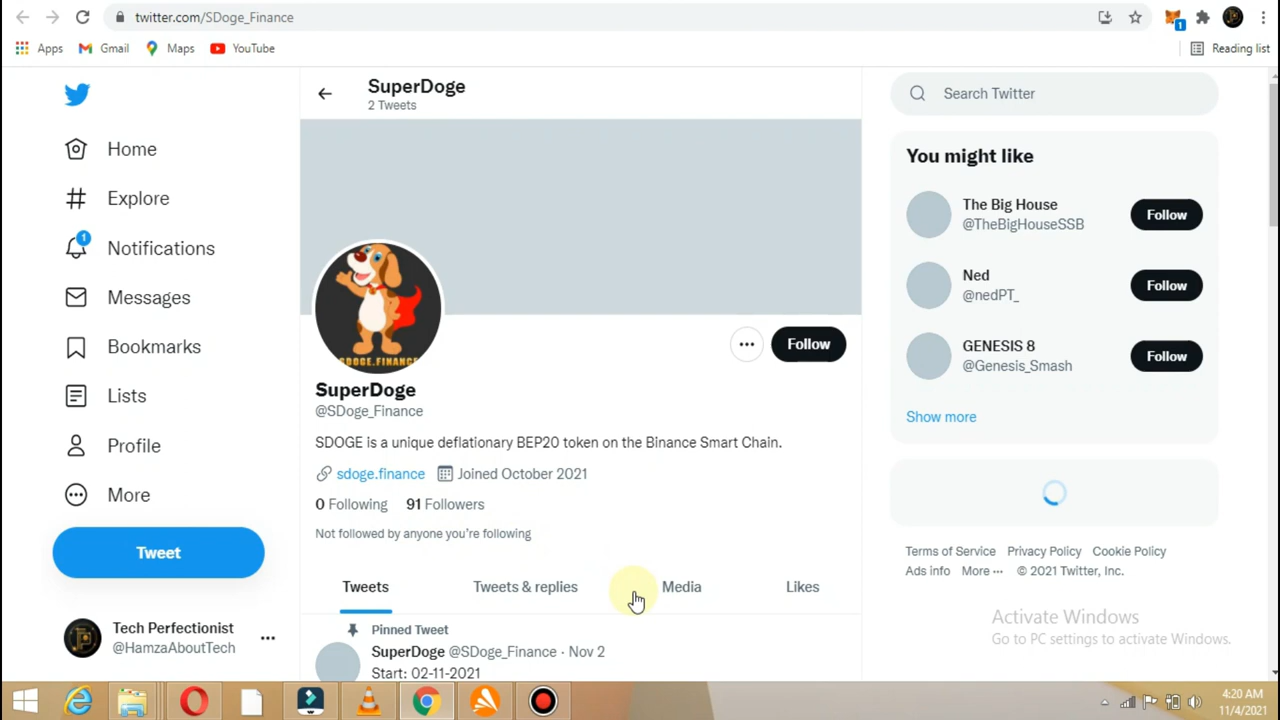 twitter.com/SDoge_Finance
1
Apps Gmail Maps YouTube Reading list
SuperDoge
2 Tweets
Search Twitter
Home
Explore
1
Notifications
Messages
Bookmarks
Lists
Profile
More
Tweet
Tech Perfectionist
@HamzaAboutTech
SDOGE.FINANCE
Follow
SuperDoge
@SDoge_Finance
SDOGE is a unique deflationary BEP20 token on the Binance Smart Chain.
sdoge.finance Joined October 2021
0 Following 91 Followers
Not followed by anyone you're following
Tweets Tweets & replies Media Likes
Pinned Tweet
SuperDoge @SDoge_Finance · Nov 2
Start: 02-11-2021
You might like
The Big House
@TheBigHouseSSB
Follow
Ned
@nedPT_
Follow
GENESIS 8
@Genesis_Smash
Follow
Show more
Terms of Service Privacy Policy Cookie Policy
Ads info More ··· © 2021 Twitter, Inc.
Activate Windows
Go to PC settings to activate Windows.
4:20 AM
11/4/2021